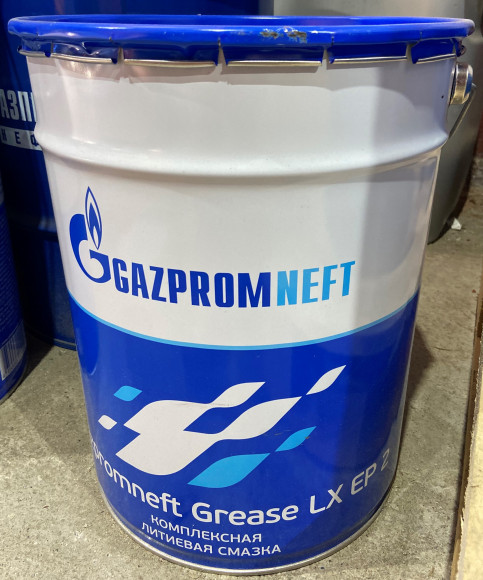 GAZPROMNEFT
promneft Grease LX EP 2
КОМПЛЕКСНАЯ
ЛИТИЕВАЯ СМАЗКА